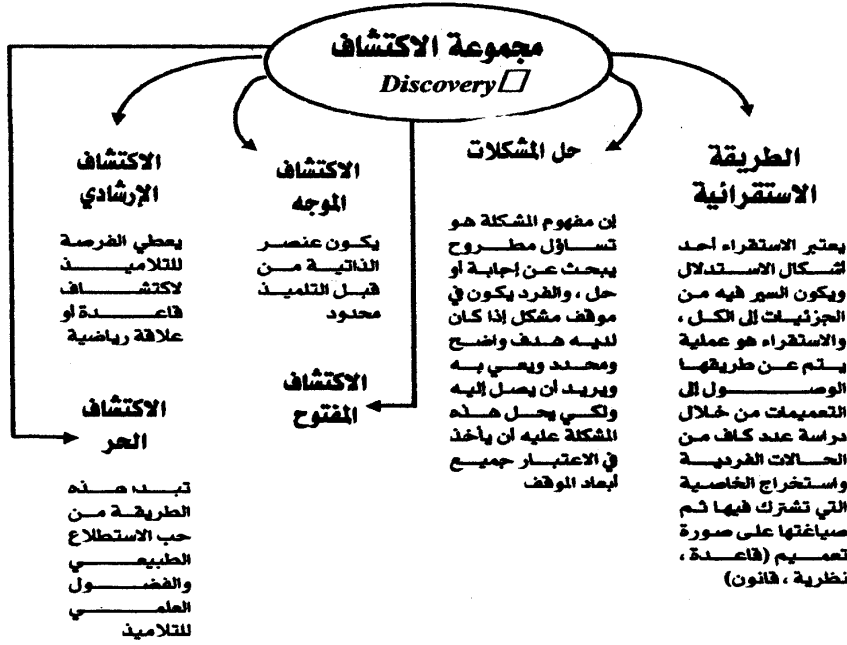 مجموعة الاكتشاف
Discovery
الطريقة
الاستقرائية
يعتبر الاستقراء أحد
أشكال الاستدلال
ويكون السير فيه من
الجزئيات إلى الكل ،
والاستقراء هو عملية
يتم عن طريقها
الوصول إلى
التعميمات من خلال
دراسة عدد كاف من
الحالات الفردية
واستخراج الخاصية
التي تشترك فيها ثم
صياغتها على صورة
تعميم (قاعدة ،
نظرية ، قانون)
حل المشكلات
إن مفهوم المشكلة هو
تساؤل مطروح
يبحث عن إجابة أو
حل ، والفرد يكون في
موقف مشكل إذا كان
لديه هدف واضح
ومحدد ويعي به
ويريد أن يصل إليه
ولكي يحل هذه
المشكلة عليه أن يأخذ
في الاعتبار جميع
أبعاد الموقف
الاكتشاف
الموجه
يكون عنصر
الذاتية من
قبل التلميذ
محدود
الاكتشاف
المفتوح
الاكتشاف
الإرشادي
يعطي الفرصة
للتلاميذ
لاكتشاف
قاعدة أو
علاقة رياضية
الاكتشاف
الحر
تبدء هذه
الطريقة من
حب الاستطلاع
الطبيعي
والفضول
العلمي
للتلاميذ